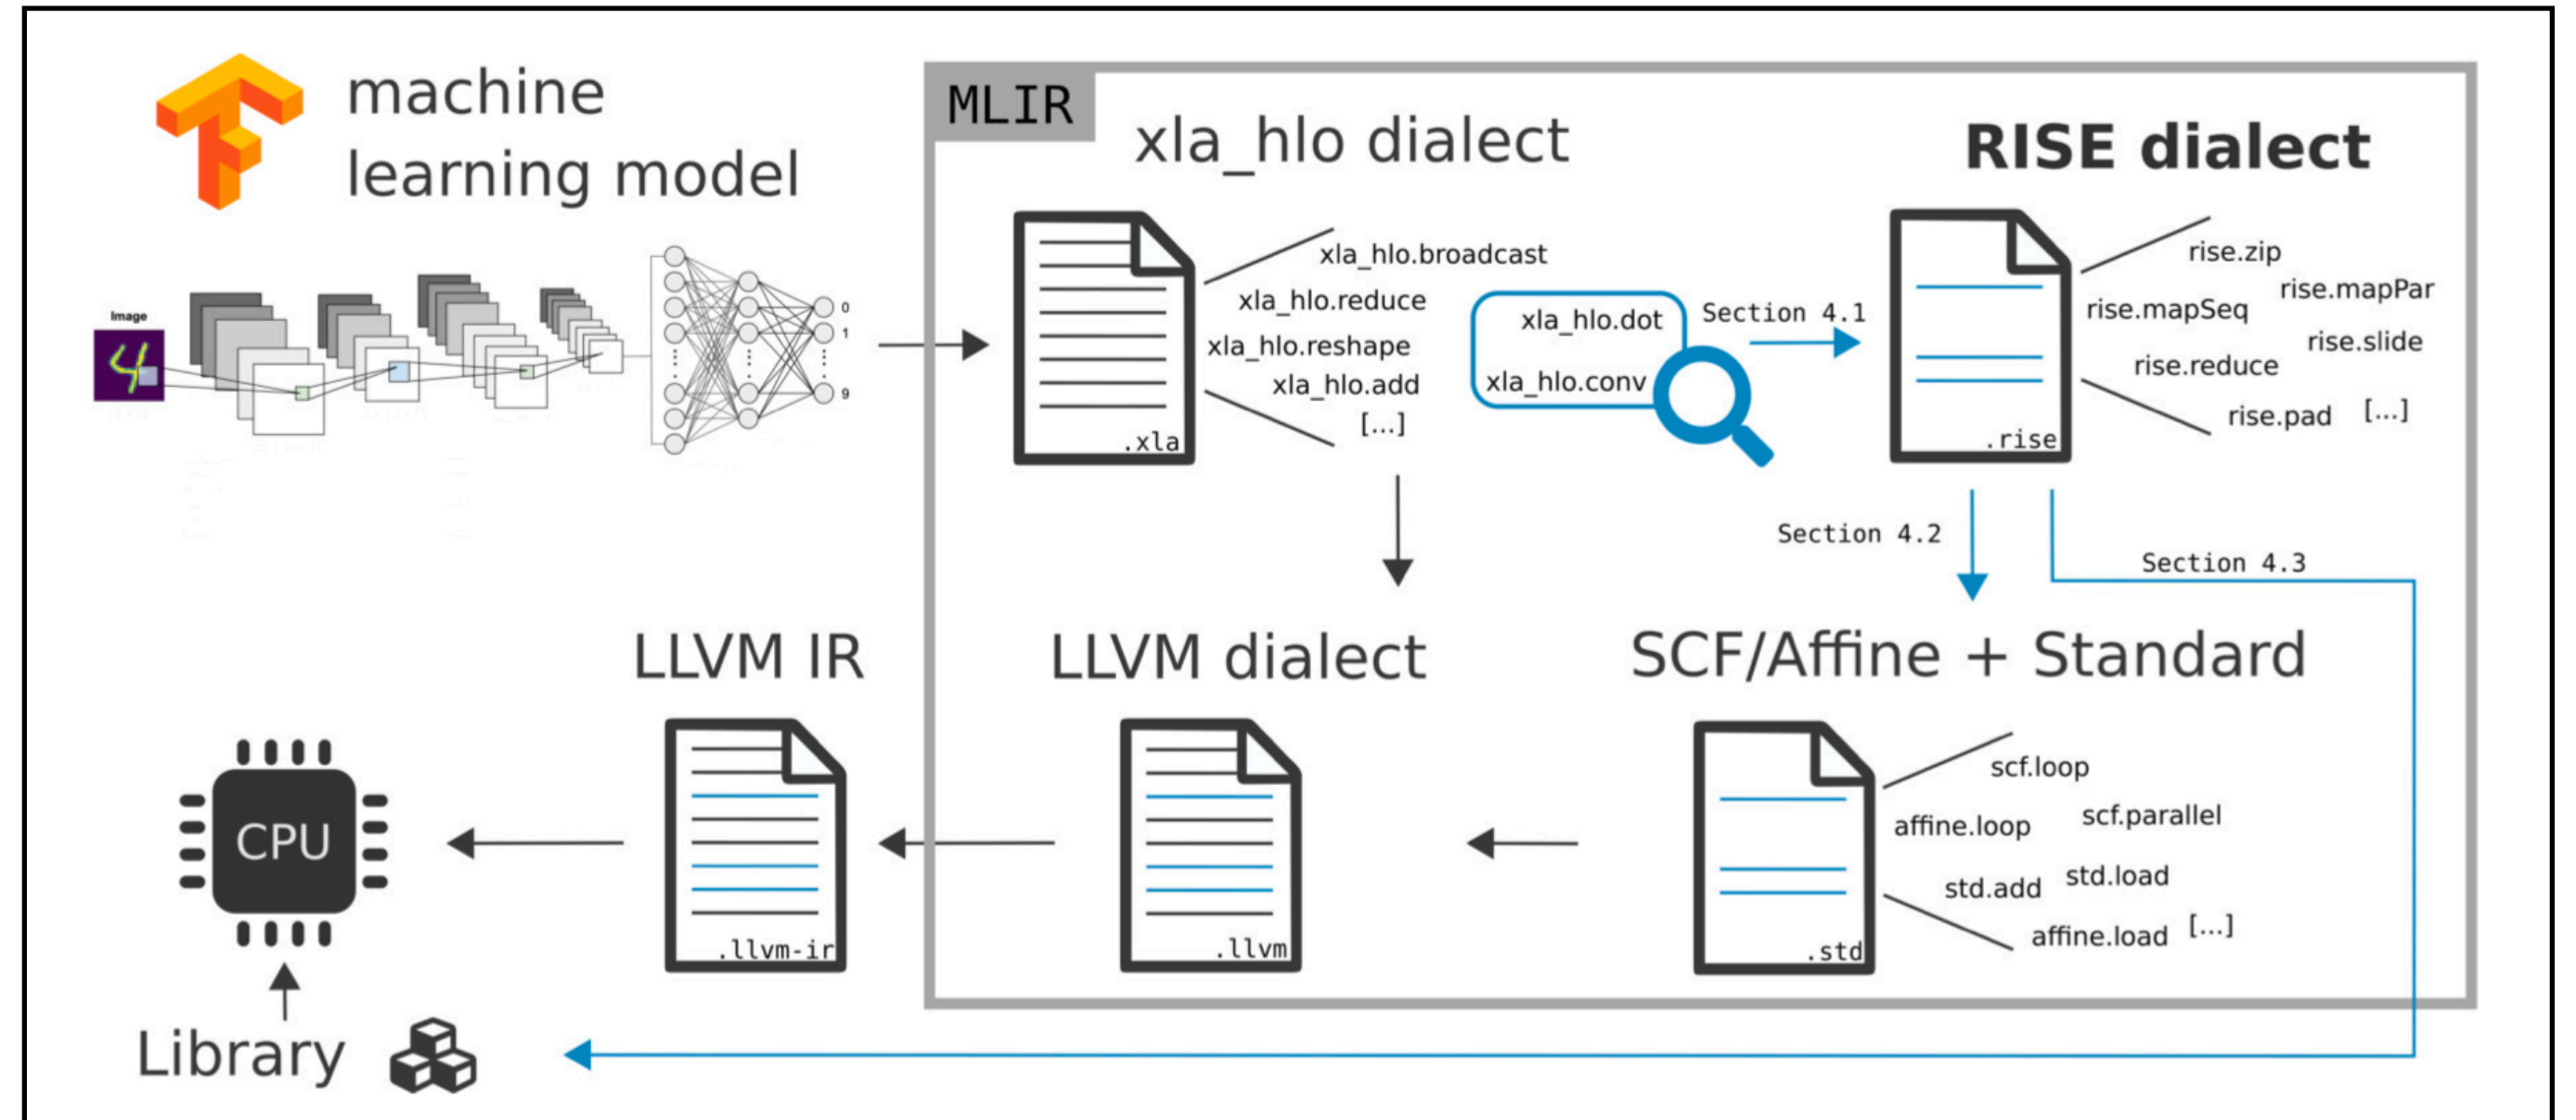 machine
learning model
Image
0
1
9
MLIR
xla_hlo dialect
xla_hlo.broadcast
xla_hlo.reduce
xla_hlo.reshape
xla_hlo.add
[...]
.xla
xla_hlo.dot
xla_hlo.conv
Section 4.1
RISE dialect
rise.zip
rise.mapPar
rise.mapSeq
rise.slide
rise.reduce
rise.pad [...]
.rise
Section 4.2
Section 4.3
LLVM IR
LLVM dialect
SCF/Affine + Standard
CPU
.llvm-ir
.llvm
.std
scf.loop
scf.parallel
affine.loop
std.load
std.add
affine.load [...]
Library